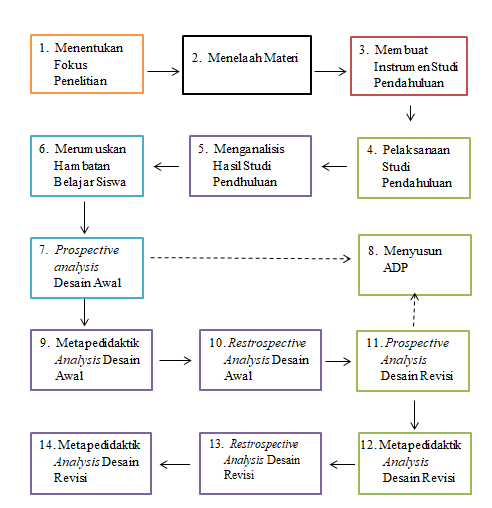 1. Menentukan
Fokus
Penelitian
2. Menelaah Materi
3. Membuat
Instrumen Studi
Pendahuluan
6. Merumuskan
Hambatan
Belajar Siswa
5. Menganalisis
Hasil Studi
Pendhuluan
4. Pelaksanaan
Studi
Pendahuluan
7. Prospective
analysis
Desain Awal
8. Menyusun
ADP
9. Metapedidaktik
Analysis Desain
Awal
10. Restrospective
Analysis Desain
Awal
11. Prospective
Analysis
Desain Revisi
14. Metapedidaktik
Analysis Desain
Revisi
13. Restrospective
Analysis Desain
Revisi
12. Metapedidaktik
Analysis
Desain Revisi